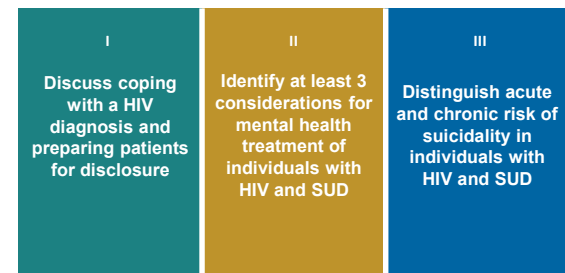 I
Discuss coping
with a HIV
diagnosis and
preparing patients
for disclosure
II
Identify at least 3
considerations for
mental health
treatment of
individuals with
HIV and SUD
III
Distinguish acute
and chronic risk of
suicidality in
individuals with
HIV and SUD